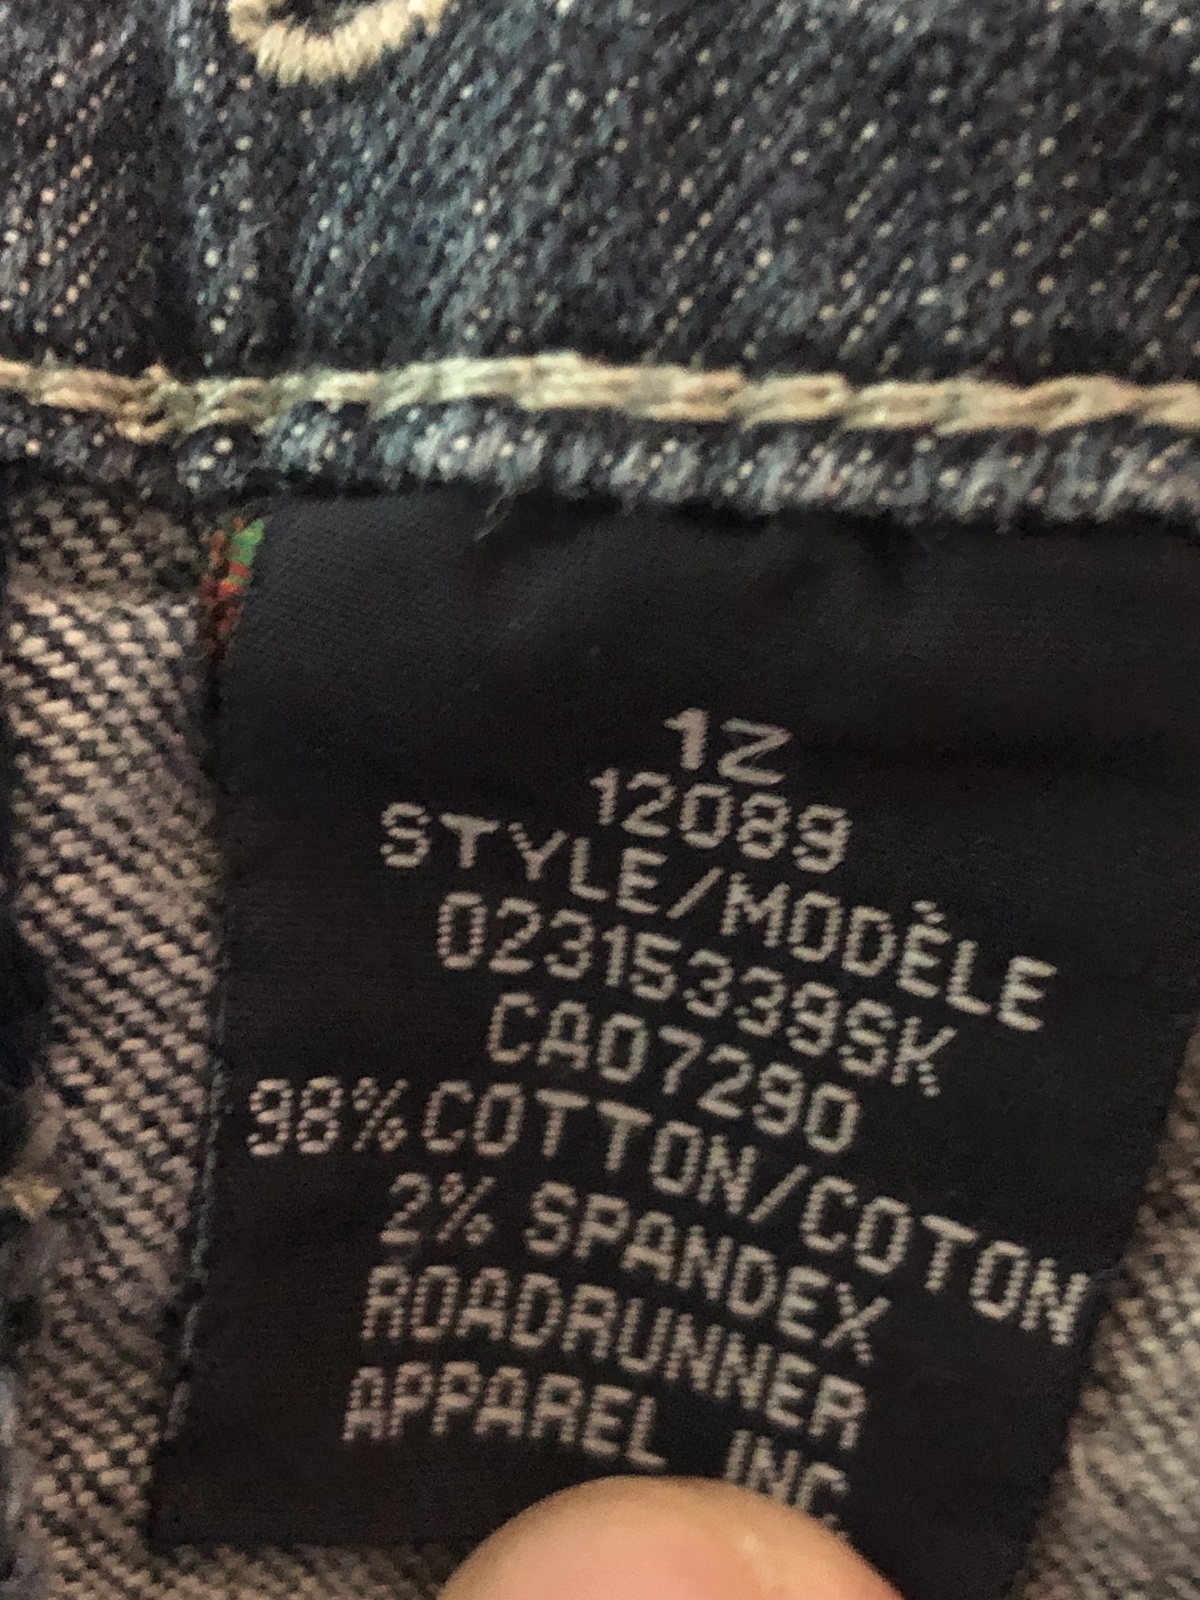 1Z
12089
STYLE/MODÈLE
02315339SK
CA07290
98% COTTON/COTON
2% SPANDEX
ROADRUNNER
APPAREL INC